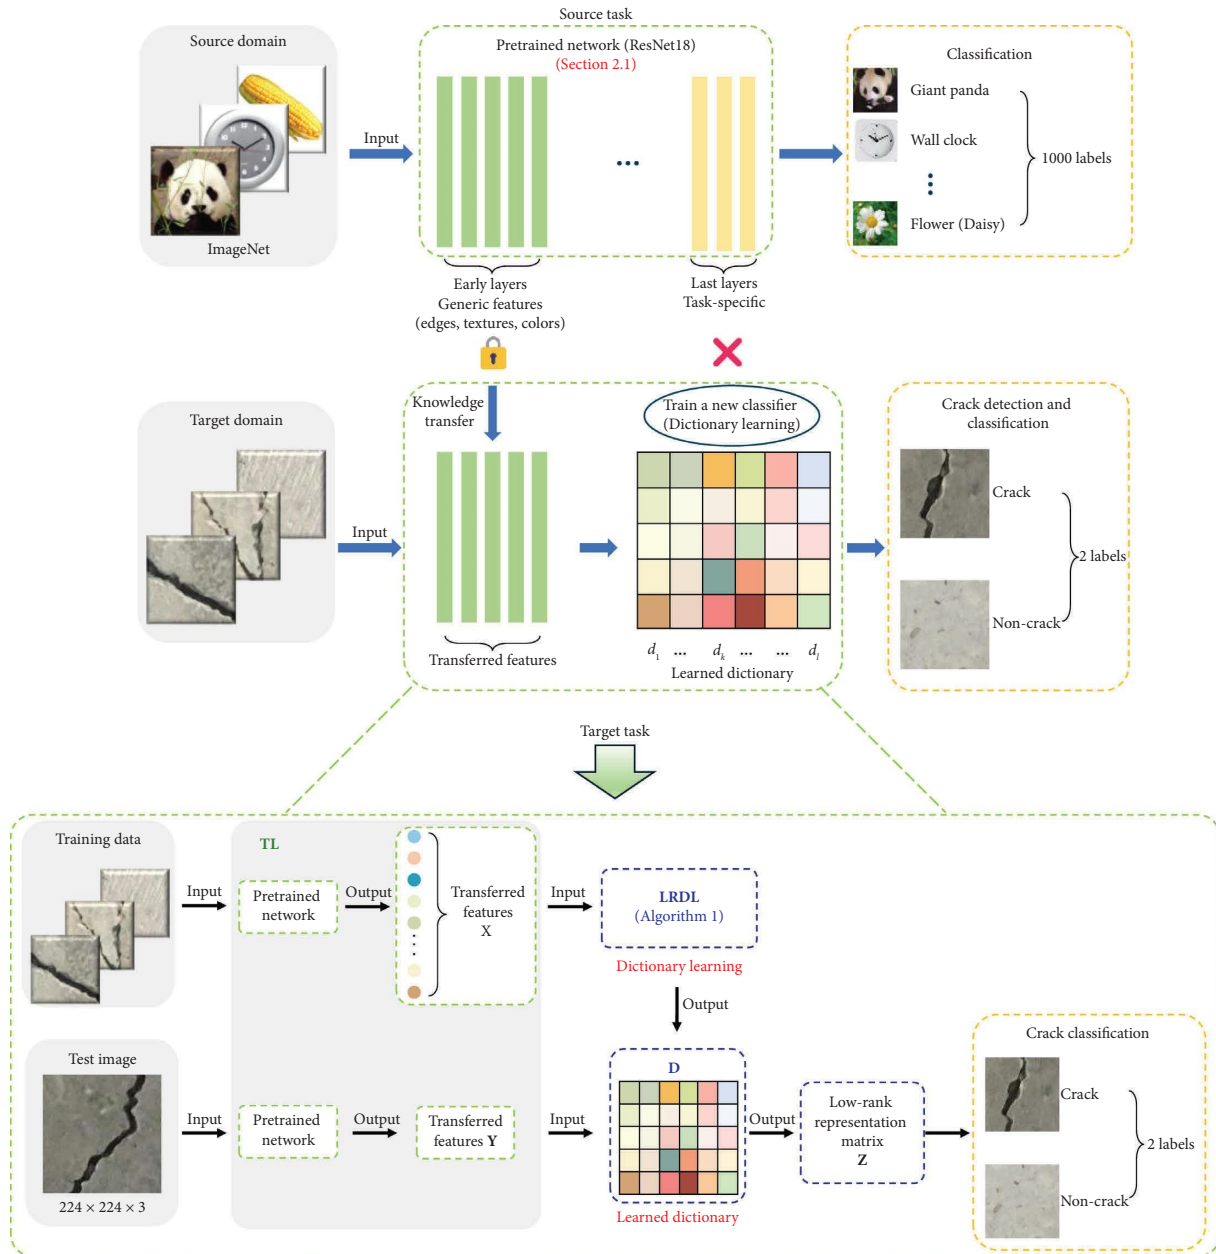 Source task
Source domain
ImageNet
Input
Pretrained network (ResNet18)
(Section 2.1)
...
Early layers
Generic features
(edges, textures, colors)
Last layers
Task-specific
Classification
Giant panda
Wall clock
Flower (Daisy)
1000 labels
Target domain
Input
Knowledge
transfer
Transferred features
Train a new classifier
(Dictionary learning)
d1 ... dk ... ... dl
Learned dictionary
Crack detection and
classification
Crack
Non-crack
2 labels
Target task
Training data
Input
TL
Pretrained
network
Output
Transferred
features
X
Input
LRDL
(Algorithm 1)
Dictionary learning
Output
Test image
224 × 224 × 3
Input
Pretrained
network
Output
Transferred
features Y
Input
D
Learned dictionary
Output
Low-rank
representation
matrix
Z
Crack classification
Crack
Non-crack
2 labels